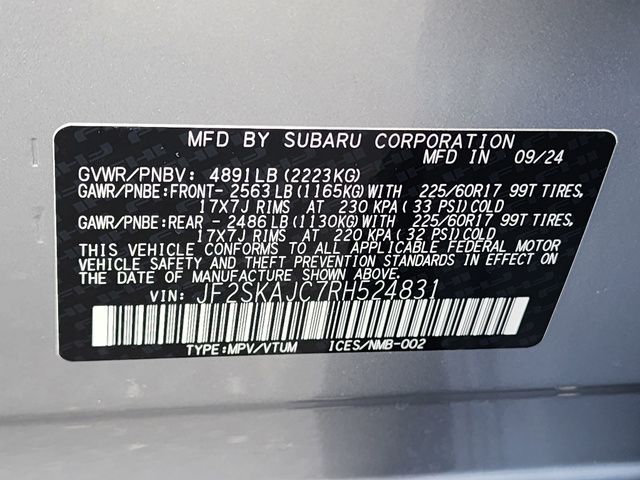 MFD BY SUBARU CORPORATION
MFD IN 09/24
GVWR/PNBV: 4891LB(2223KG)
GAWR/PNBE:FRONT- 2563LB(1165KG)WITH 225/60R17 99T TIRES,
17X7J RIMS AT 230 KPA(33 PSI)COLD
GAWR/PNBE:REAR -2486LB(1130KG)WITH 225/60R17 99T TIRES,
17X7J RIMS AT 220 KPA(32 PSI)COLD
THIS VEHICLE CONFORMS TO ALL APPLICABLE FEDERAL MOTOR
VEHICLE SAFETY AND THEFT PREVENTION STANDARDS IN EFFECT ON
THE DATE OF MANUFACTURE SHOWN ABOVE.
VIN: JF2SKAJC7RH524831
TYPE:MPV/VTUM ICES/NMB-002